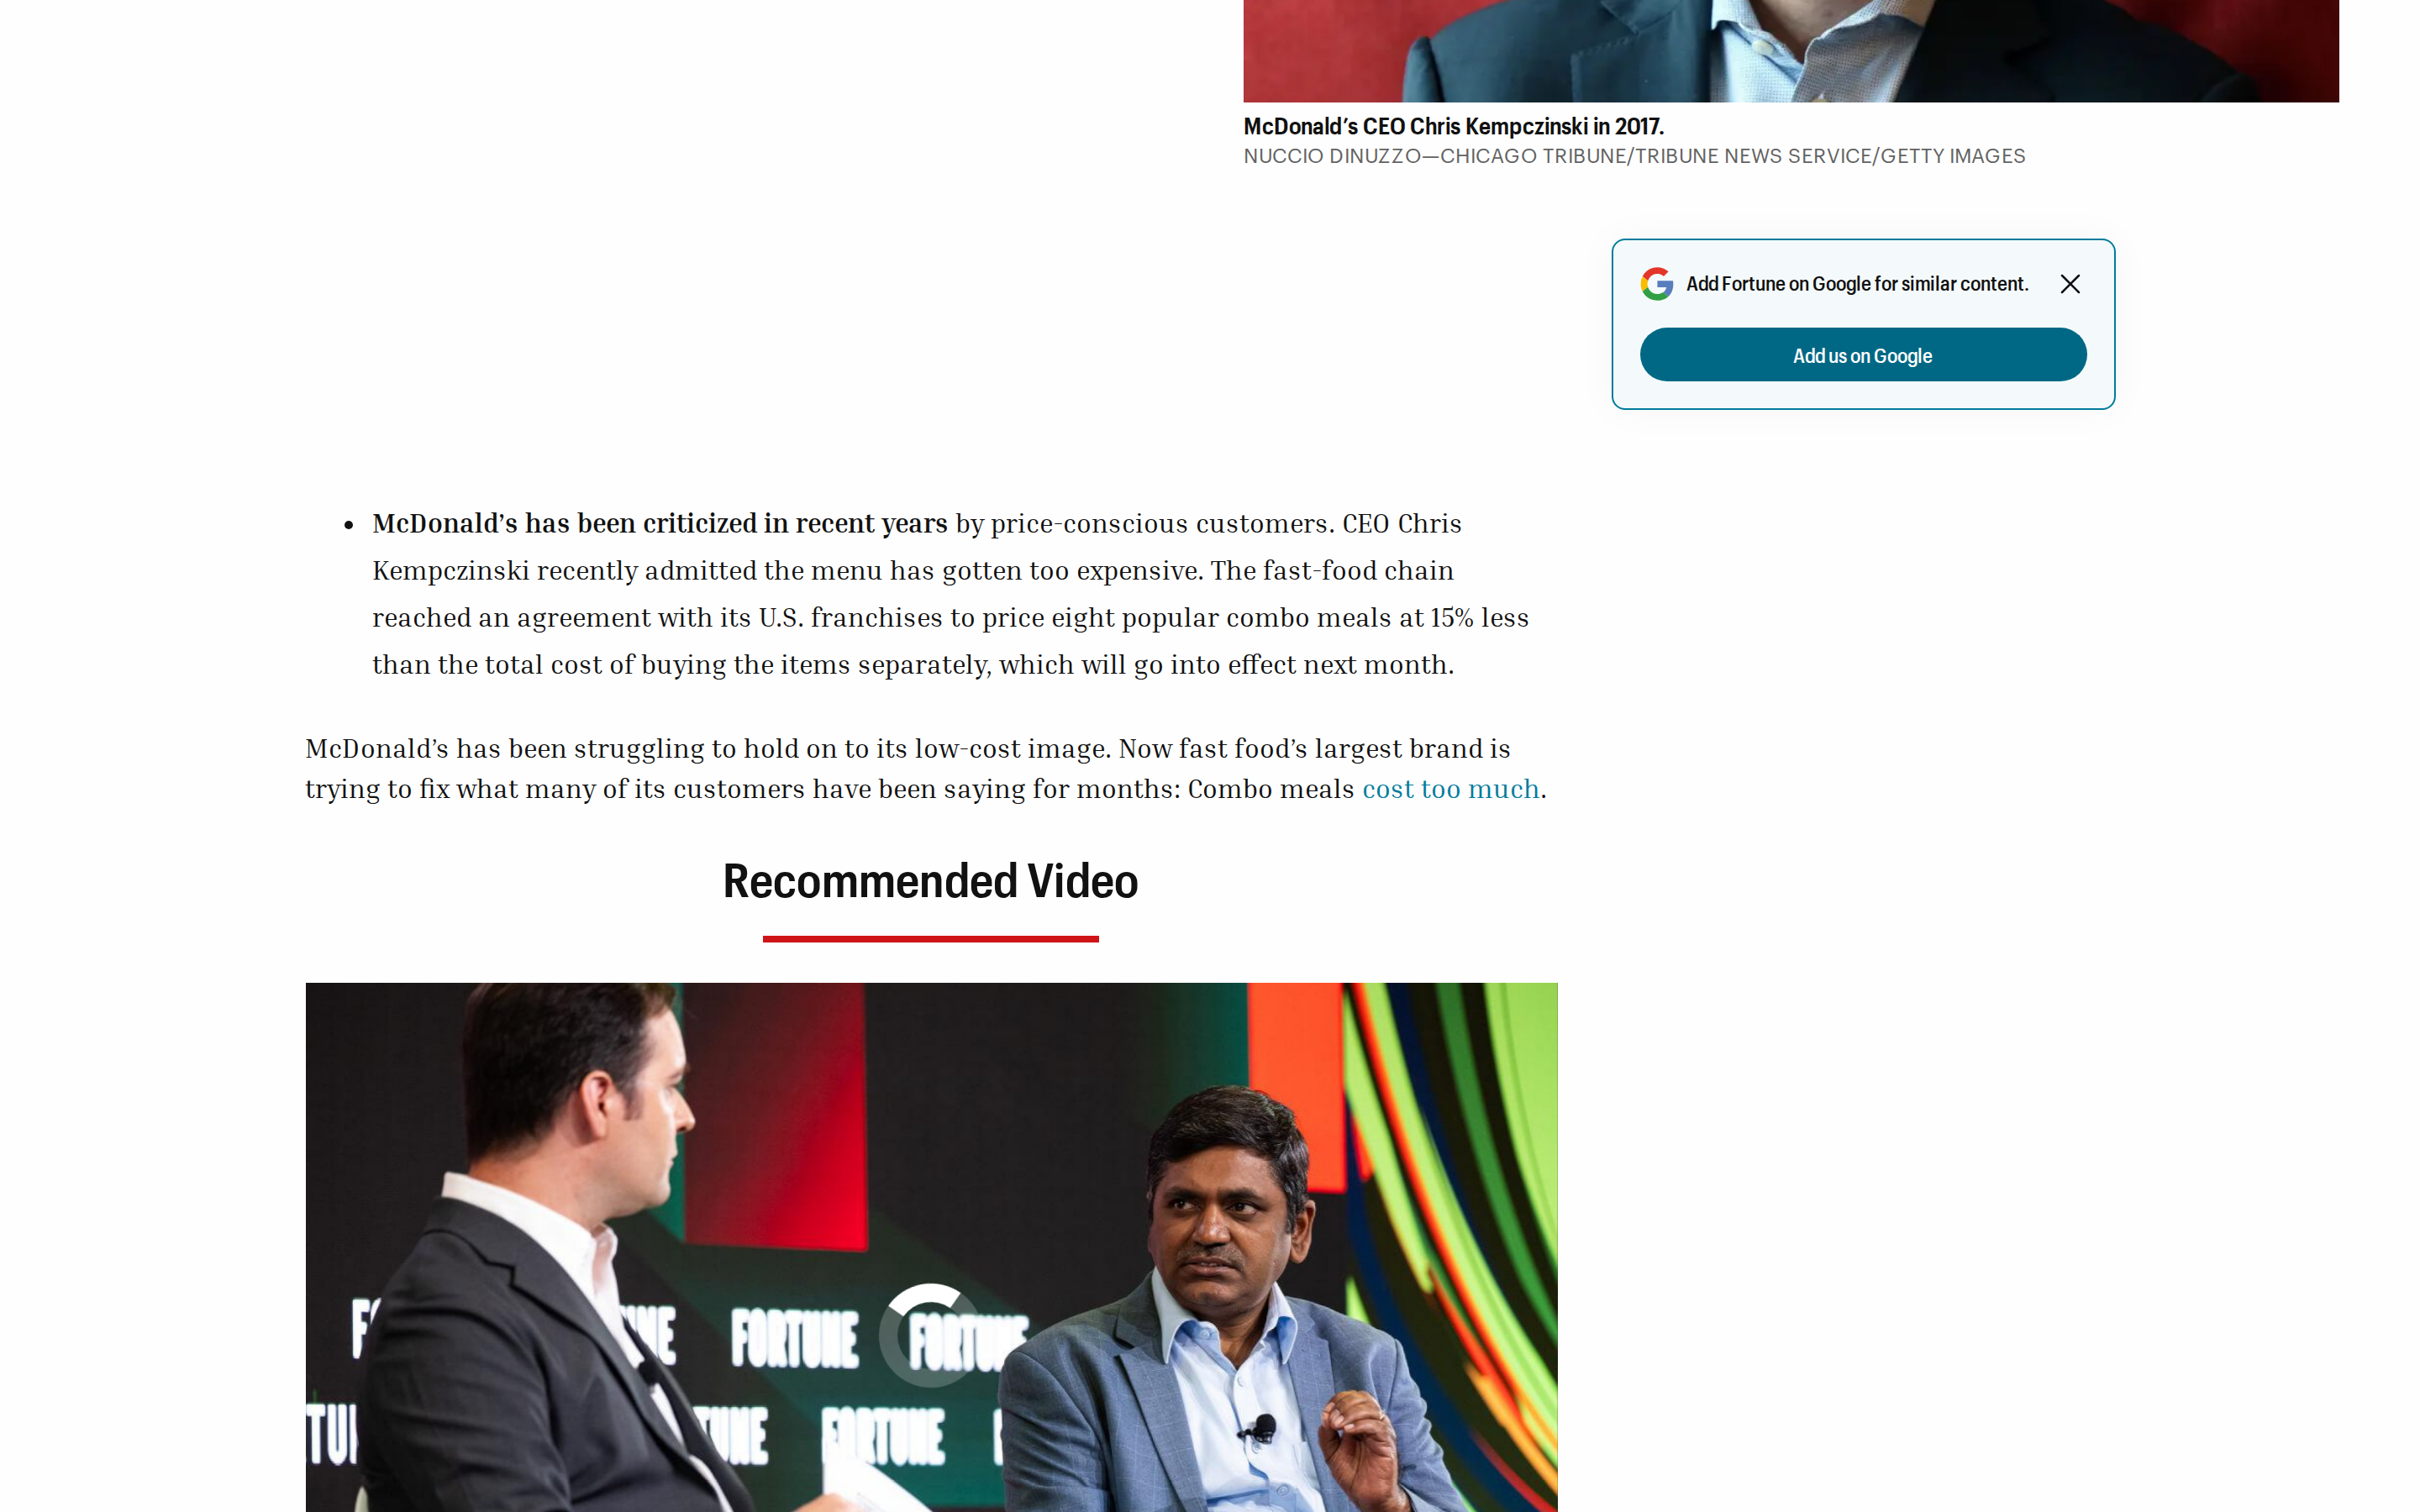 McDonald’s CEO Chris Kempczinski in 2017.
NUCCIO DINUZZO—CHICAGO TRIBUNE/TRIBUNE NEWS SERVICE/GETTY IMAGES
Add Fortune on Google for similar content.
Add us on Google
• McDonald’s has been criticized in recent years by price-conscious customers. CEO Chris
Kempczinski recently admitted the menu has gotten too expensive. The fast-food chain
reached an agreement with its U.S. franchises to price eight popular combo meals at 15% less
than the total cost of buying the items separately, which will go into effect next month.
McDonald’s has been struggling to hold on to its low-cost image. Now fast food’s largest brand is
trying to fix what many of its customers have been saying for months: Combo meals cost too much.
Recommended Video
FORTUNE FORTUNE
FORTUNE